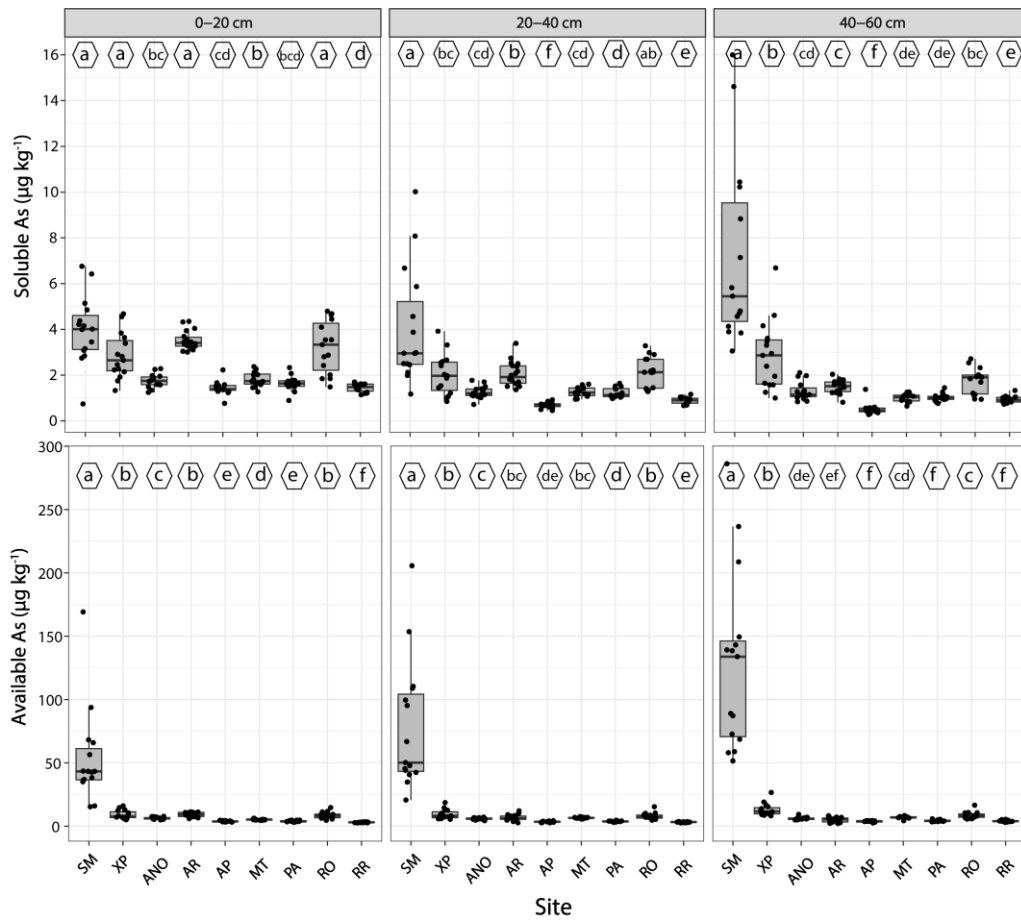 0–20 cm
20–40 cm
40–60 cm
a a bc a cd b bcd a d
a bc cd b f cd d ab e
a b cd c f de de bc e
16
14
12
10
8
6
4
2
0
Soluble As (µg kg⁻¹)
a b c b e d e b f
a b c bc de bc d b e
a b de ef f cd f c f
300
250
200
150
100
50
0
Available As (µg kg⁻¹)
SM XP ANO AR AP MT PA RO RR
SM XP ANO AR AP MT PA RO RR
SM XP ANO AR AP MT PA RO RR
Site